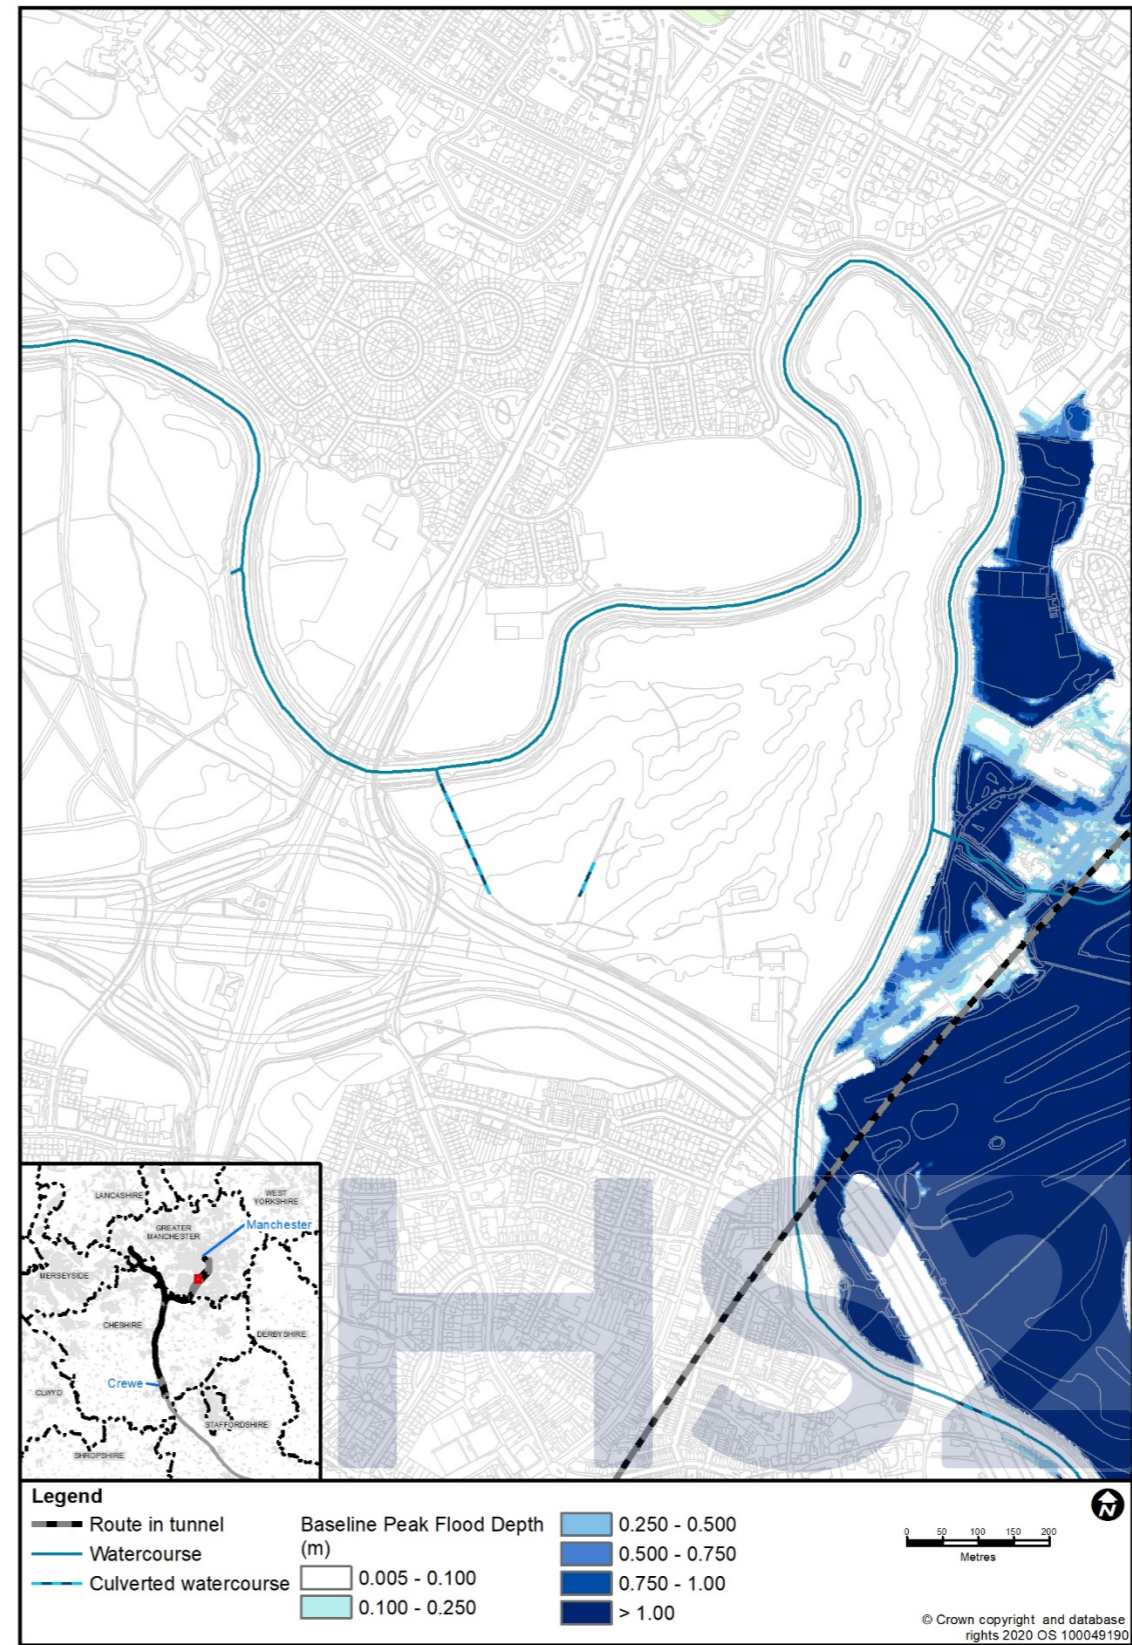 HS2
LANCASHIRE
WEST
YORKSHIRE
GREATER
MANCHESTER
Manchester
MERSEYSIDE
CHESHIRE
DERBYSHIRE
CLWYD
Crewe
STAFFORDSHIRE
SHROPSHIRE
Legend
Route in tunnel
Watercourse
Culverted watercourse
Baseline Peak Flood Depth
(m)
0.005 - 0.100
0.100 - 0.250
0.250 - 0.500
0.500 - 0.750
0.750 - 1.00
> 1.00
N
0 50 100 150 200
Metres
© Crown copyright and database
rights 2020 OS 100049190